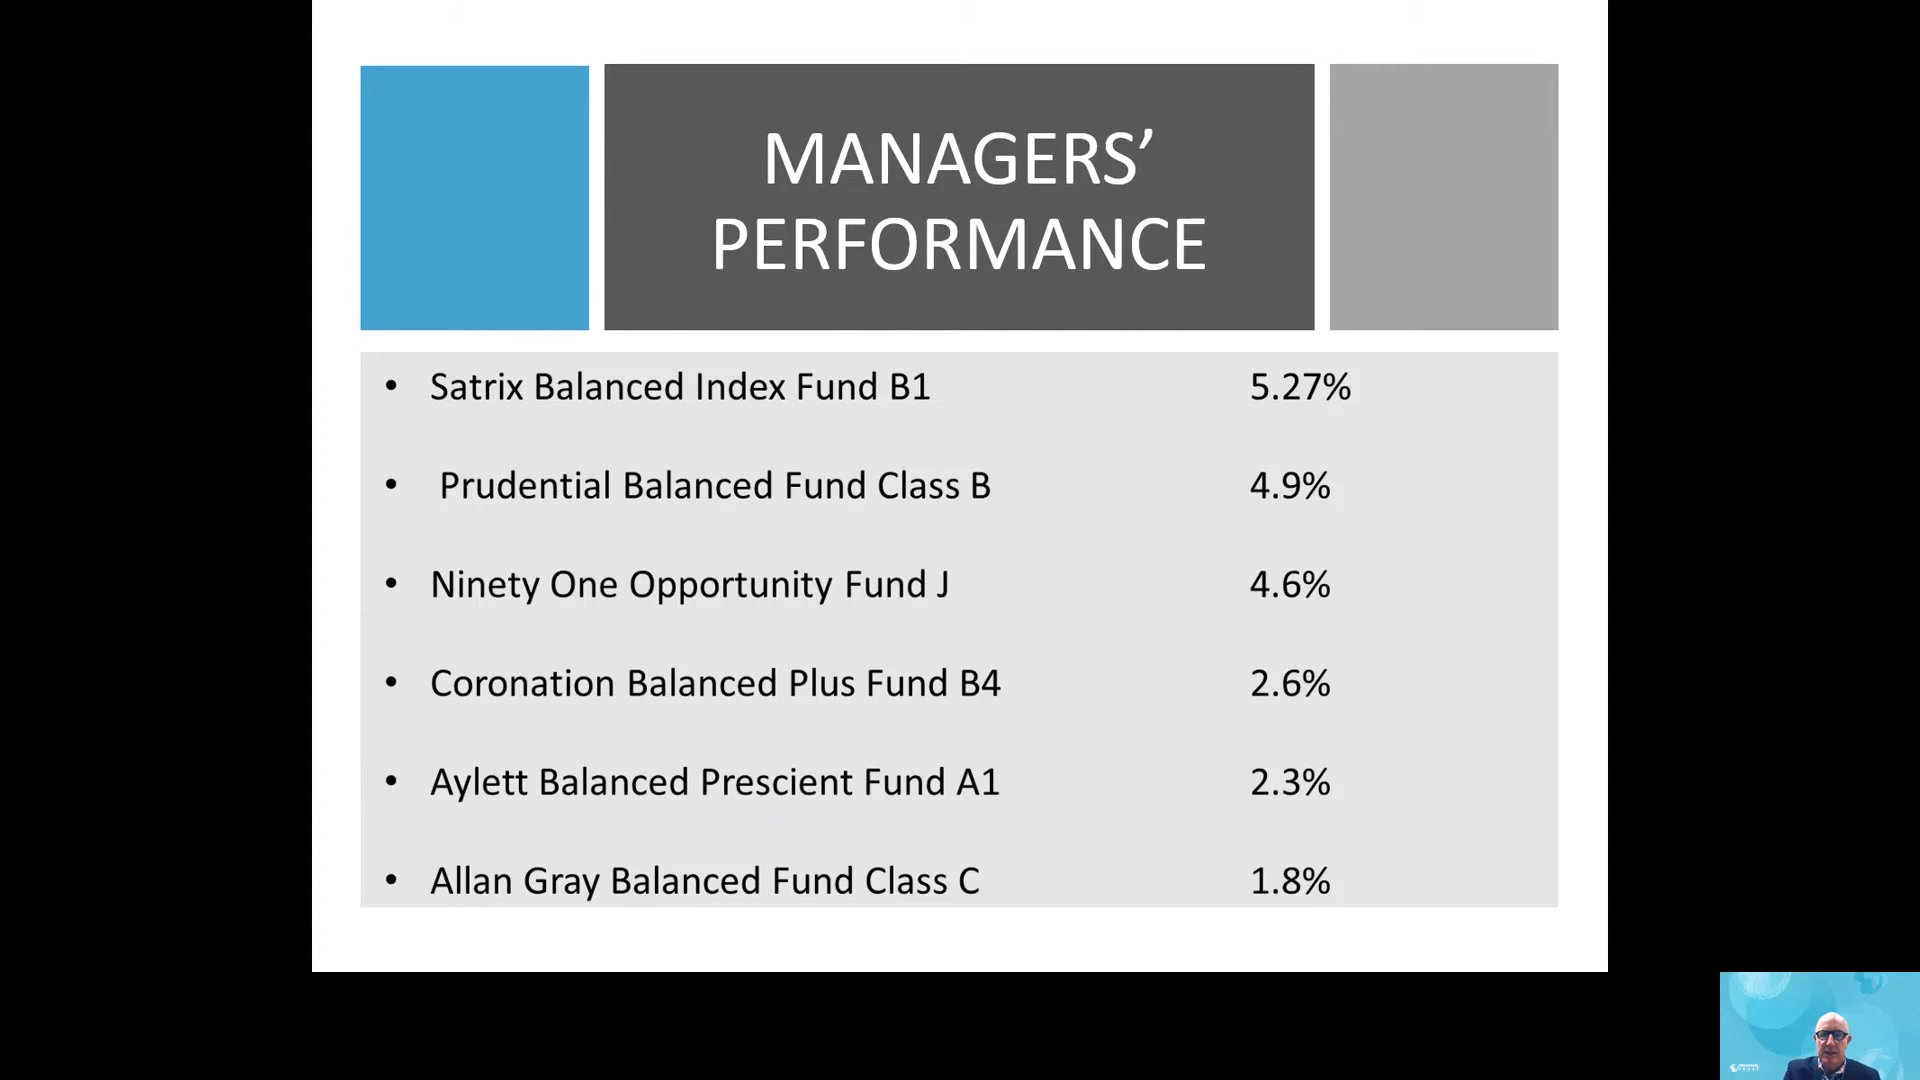 MANAGERS’
PERFORMANCE
• Satrix Balanced Index Fund B1 5.27%
• Prudential Balanced Fund Class B 4.9%
• Ninety One Opportunity Fund J 4.6%
• Coronation Balanced Plus Fund B4 2.6%
• Aylett Balanced Prescient Fund A1 2.3%
• Allan Gray Balanced Fund Class C 1.8%